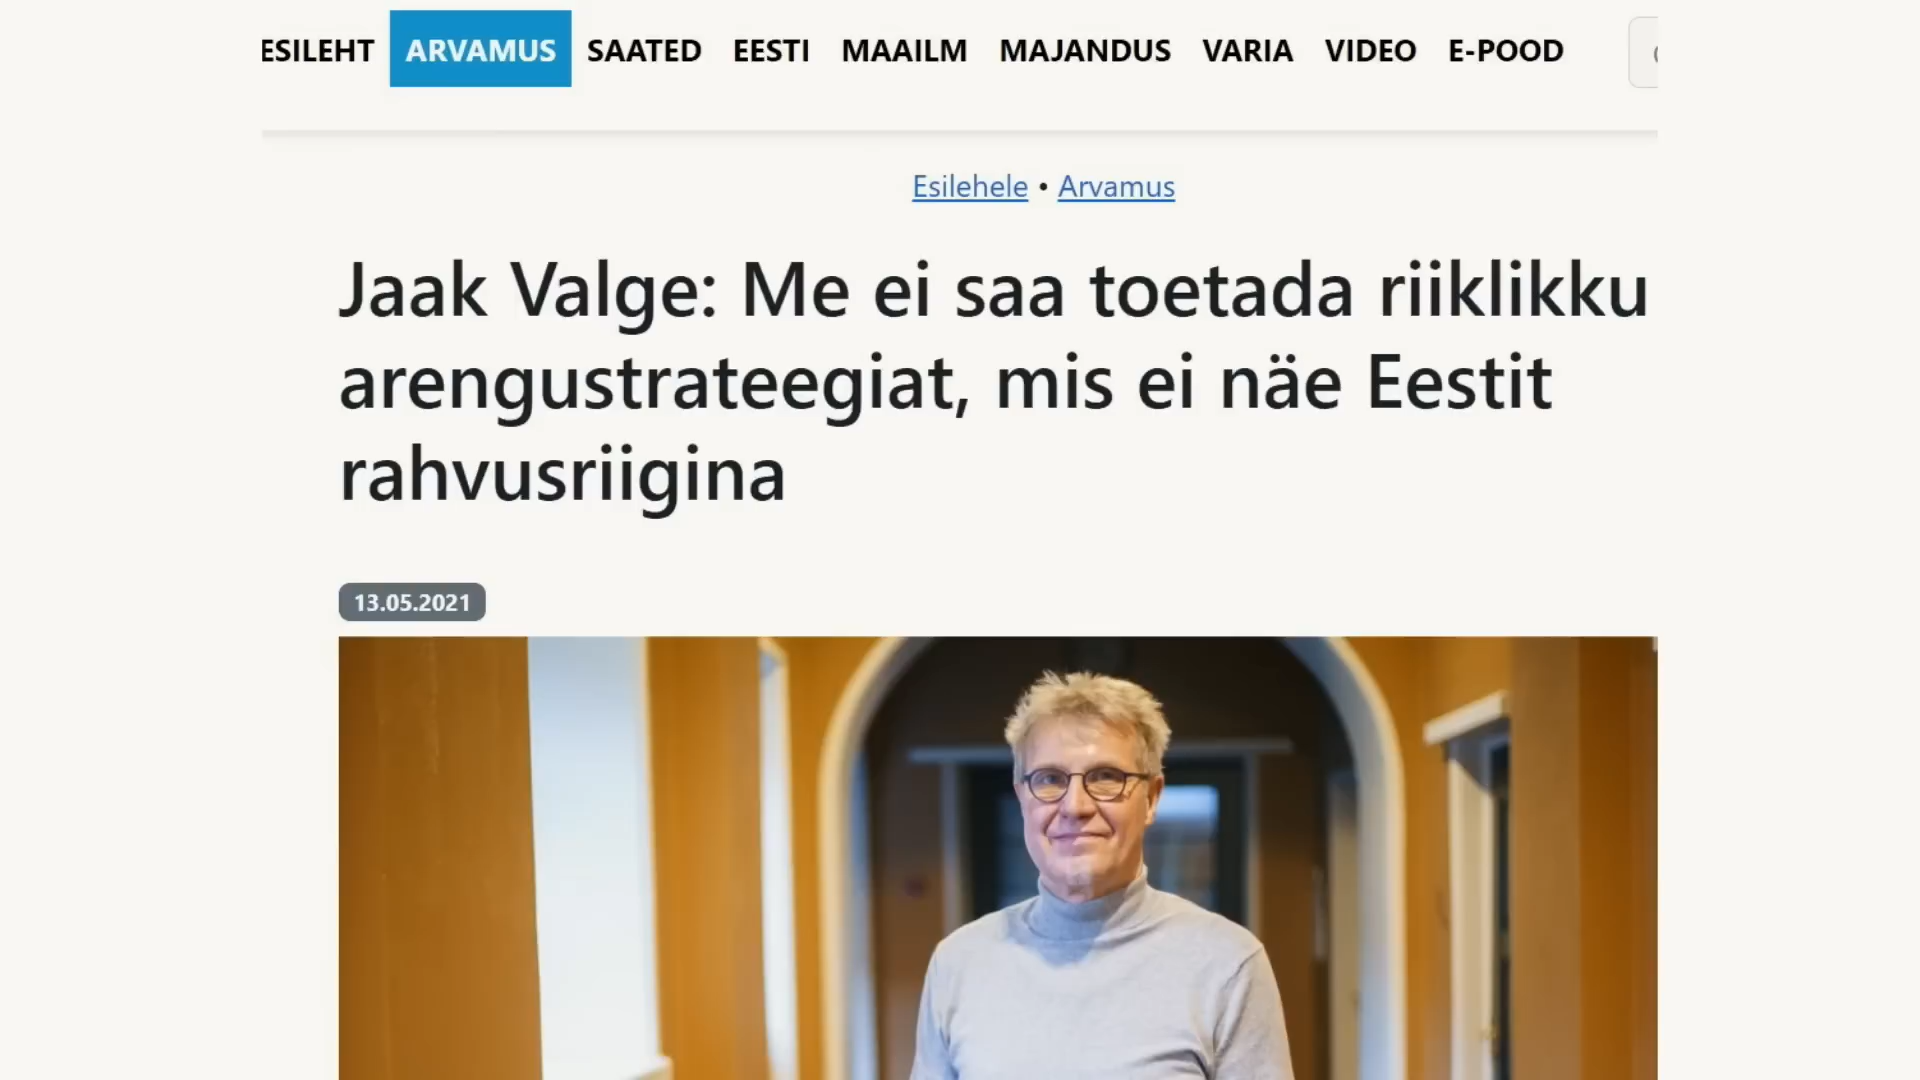 ESILEHT ARVAMUS SAATED EESTI MAAILM MAJANDUS VARIA VIDEO E-POOD
Esilehele • Arvamus
Jaak Valge: Me ei saa toetada riiklikku
arengustrateegiat, mis ei näe Eestit
rahvusriigina
13.05.2021